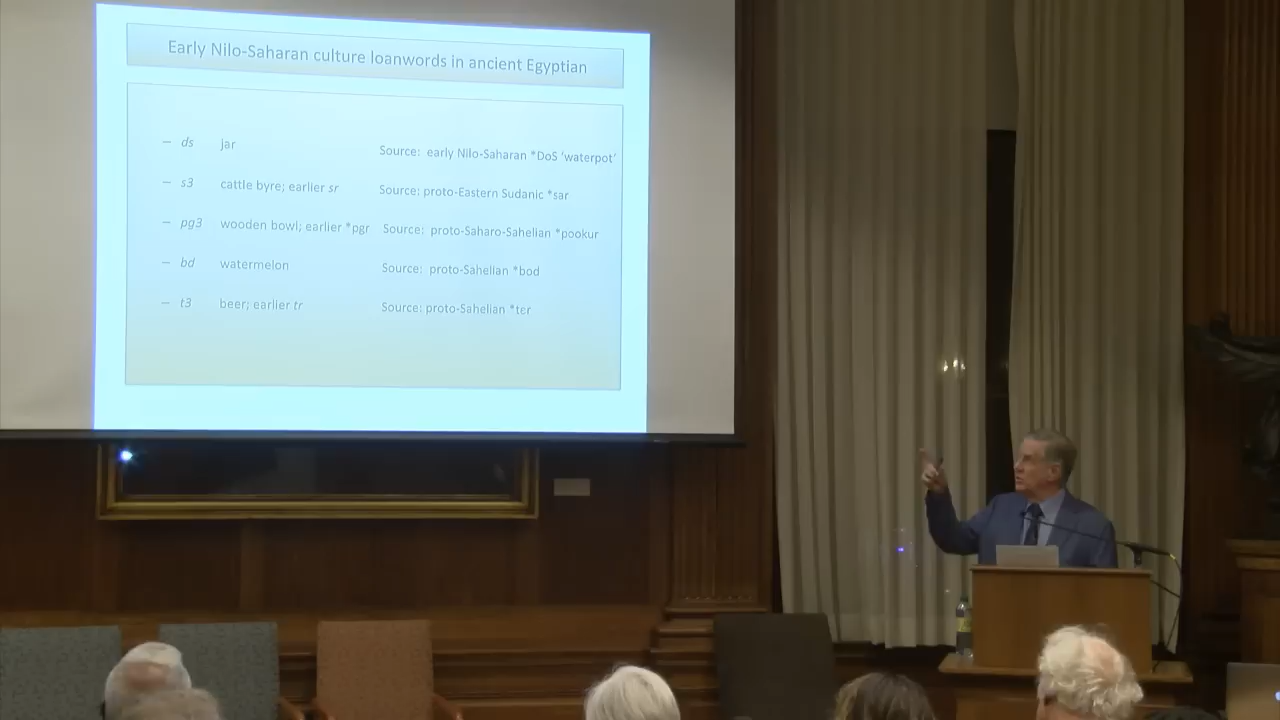 Early Nilo-Saharan culture loanwords in ancient Egyptian
– ds jar Source: early Nilo-Saharan *DoS 'waterpot'
– s3 cattle byre; earlier sr Source: proto-Eastern Sudanic *sar
– pg3 wooden bowl; earlier *pgr Source: proto-Saharo-Sahelian *pookur
– bd watermelon Source: proto-Sahelian *bod
– t3 beer; earlier tr Source: proto-Sahelian *tɛr